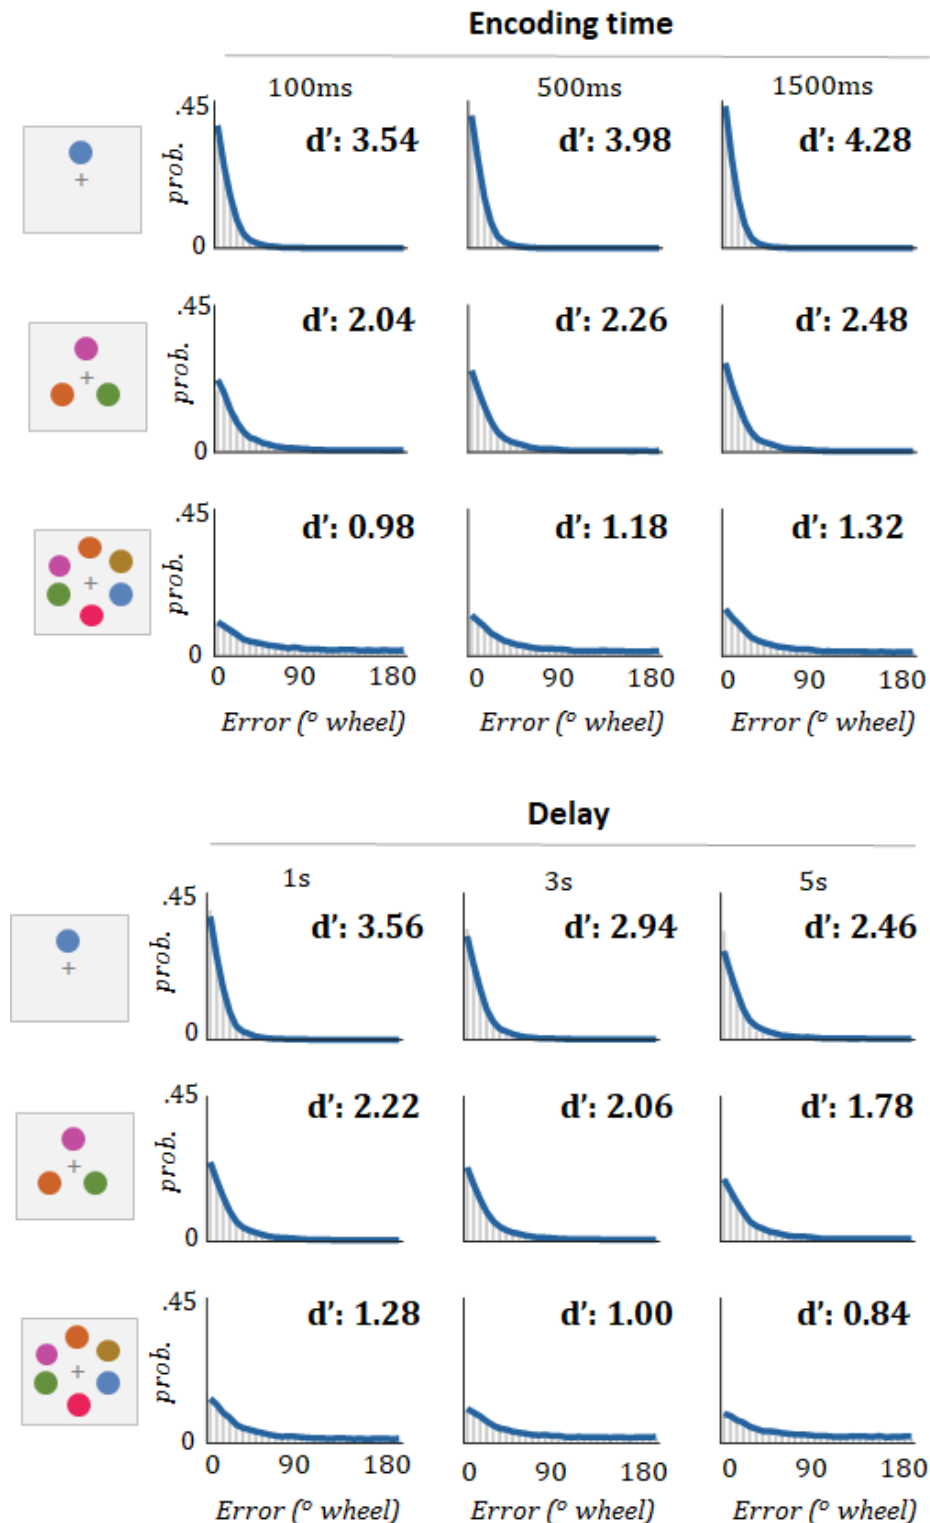 Encoding time
100ms 500ms 1500ms
.45 d′: 3.54 d′: 3.98 d′: 4.28
prob.
+
0
.45 d′: 2.04 d′: 2.26 d′: 2.48
prob.
+
0
.45 d′: 0.98 d′: 1.18 d′: 1.32
prob.
+
0
0 90 180 0 90 180 0 90 180
Error (° wheel) Error (° wheel) Error (° wheel)
Delay
1s 3s 5s
.45 d′: 3.56 d′: 2.94 d′: 2.46
prob.
+
0
.45 d′: 2.22 d′: 2.06 d′: 1.78
prob.
+
0
.45 d′: 1.28 d′: 1.00 d′: 0.84
prob.
+
0
0 90 180 0 90 180 0 90 180
Error (° wheel) Error (° wheel) Error (° wheel)